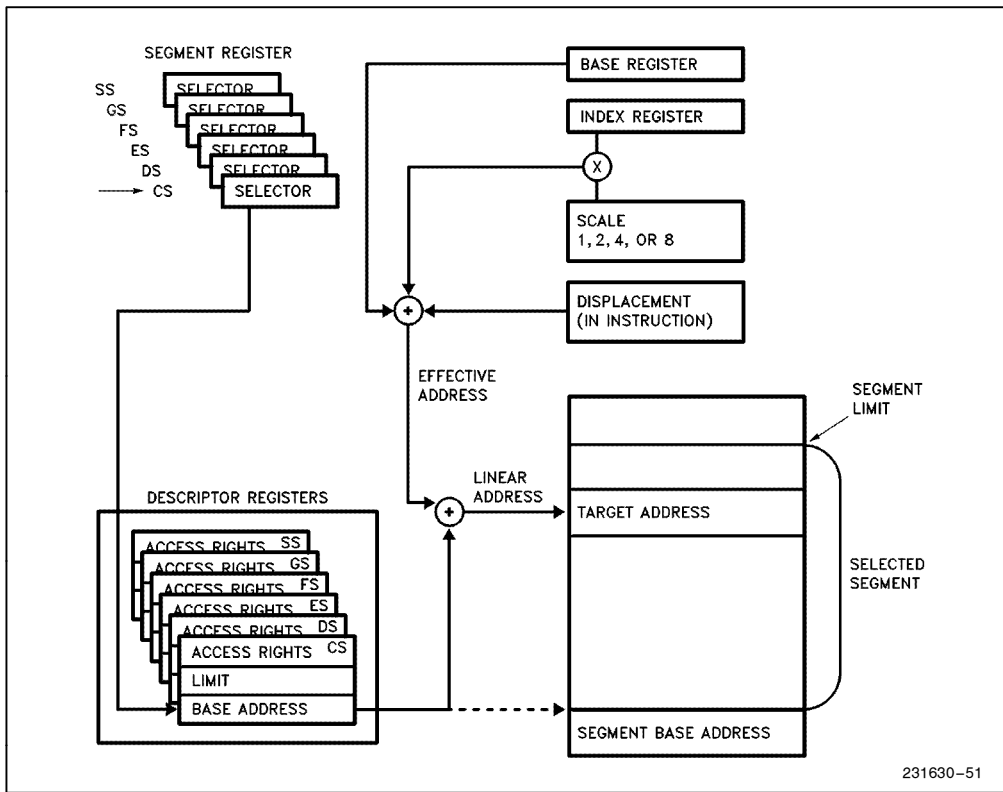 SEGMENT REGISTER
SS
SELECTOR
GS
SELECTOR
FS
SELECTOR
ES
SELECTOR
DS
SELECTOR
CS
SELECTOR
BASE REGISTER
INDEX REGISTER
X
SCALE
1, 2, 4, OR 8
DISPLACEMENT
(IN INSTRUCTION)
+
EFFECTIVE
ADDRESS
SEGMENT
LIMIT
LINEAR
ADDRESS
+
TARGET ADDRESS
SELECTED
SEGMENT
SEGMENT BASE ADDRESS
DESCRIPTOR REGISTERS
ACCESS RIGHTS SS
ACCESS RIGHTS GS
ACCESS RIGHTS FS
ACCESS RIGHTS ES
ACCESS RIGHTS DS
ACCESS RIGHTS CS
LIMIT
BASE ADDRESS
231630-51